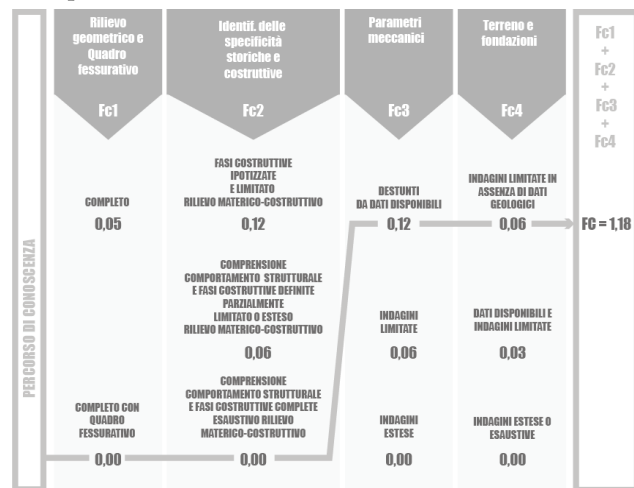 PERCORSO DI CONOSCENZA
Rilievo
geometrico e
Quadro
fessurativo
Fc1
COMPLETO
0,05
COMPLETO CON
QUADRO
FESSURATIVO
0,00
Identif. delle
specificità
storiche e
costruttive
Fc2
FASI COSTRUTTIVE
IPOTIZZATE
E LIMITATO
RILIEVO MATERICO-COSTRUTTIVO
0,12
COMPRENSIONE
COMPORTAMENTO STRUTTURALE
E FASI COSTRUTTIVE DEFINITE
PARZIALMENTE
LIMITATO O ESTESO
RILIEVO MATERICO-COSTRUTTIVO
0,06
COMPRENSIONE
COMPORTAMENTO STRUTTURALE
E FASI COSTRUTTIVE COMPLETE
ESAUSTIVO RILIEVO
MATERICO-COSTRUTTIVO
0,00
Parametri
meccanici
Fc3
DESTUNTI
DA DATI DISPONIBILI
0,12
INDAGINI
LIMITATE
0,06
INDAGINI
ESTESE
0,00
Terreno e
fondazioni
Fc4
INDAGINI LIMITATE IN
ASSENZA DI DATI
GEOLOGICI
0,06
DATI DISPONIBILI E
INDAGINI LIMITATE
0,03
INDAGINI ESTESE O
ESAUSTIVE
0,00
Fc1
+
Fc2
+
Fc3
+
Fc4
FC = 1,18